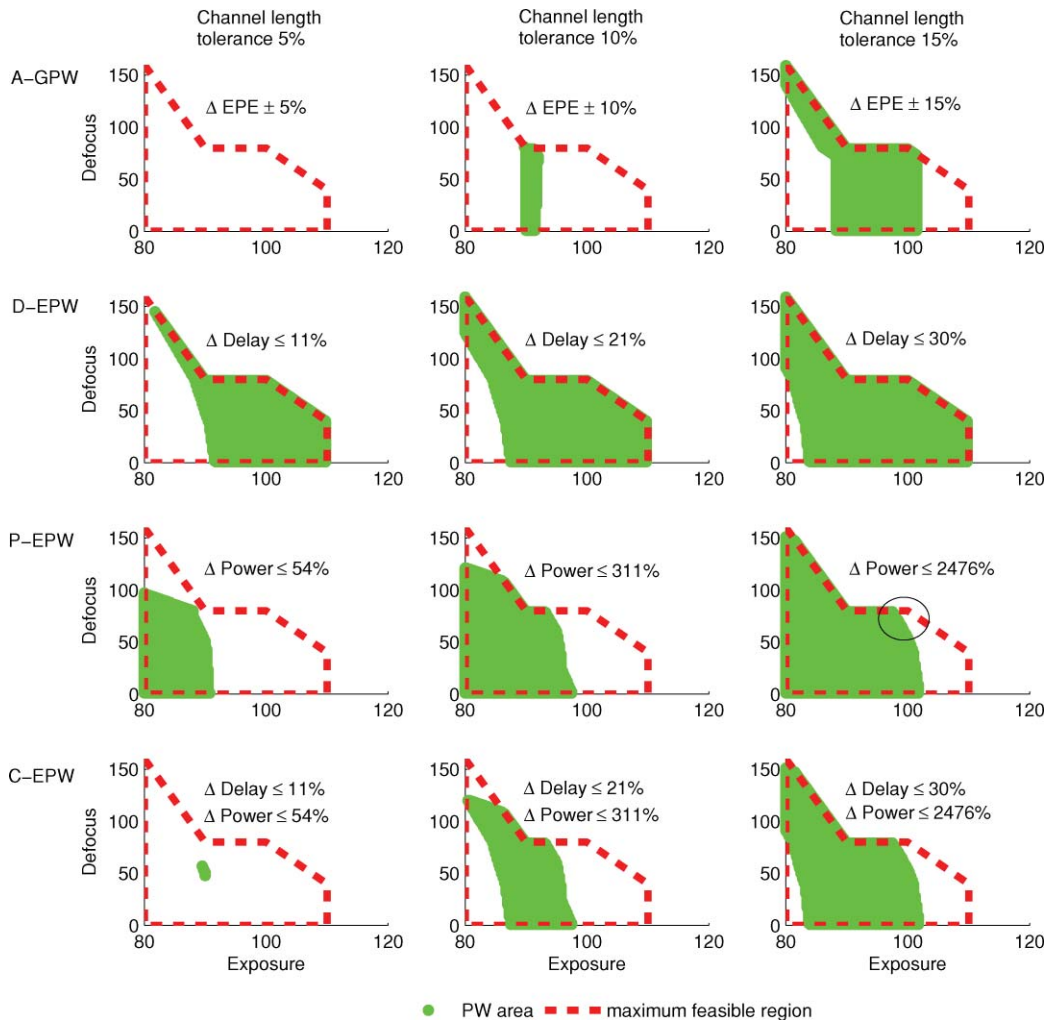 Channel length
tolerance 5%
Channel length
tolerance 10%
Channel length
tolerance 15%
A−GPW
Δ EPE ± 5%
Δ EPE ± 10%
Δ EPE ± 15%
Defocus
150
100
50
0
80
100
120
150
100
50
0
80
100
120
150
100
50
0
80
100
120
D−EPW
Δ Delay ≤ 11%
Δ Delay ≤ 21%
Δ Delay ≤ 30%
Defocus
150
100
50
0
80
100
120
150
100
50
0
80
100
120
150
100
50
0
80
100
120
P−EPW
Δ Power ≤ 54%
Δ Power ≤ 311%
Δ Power ≤ 2476%
Defocus
150
100
50
0
80
100
120
150
100
50
0
80
100
120
150
100
50
0
80
100
120
C−EPW
Δ Delay ≤ 11%
Δ Power ≤ 54%
Δ Delay ≤ 21%
Δ Power ≤ 311%
Δ Delay ≤ 30%
Δ Power ≤ 2476%
Defocus
150
100
50
0
80
100
120
Exposure
150
100
50
0
80
100
120
Exposure
150
100
50
0
80
100
120
Exposure
PW area
maximum feasible region